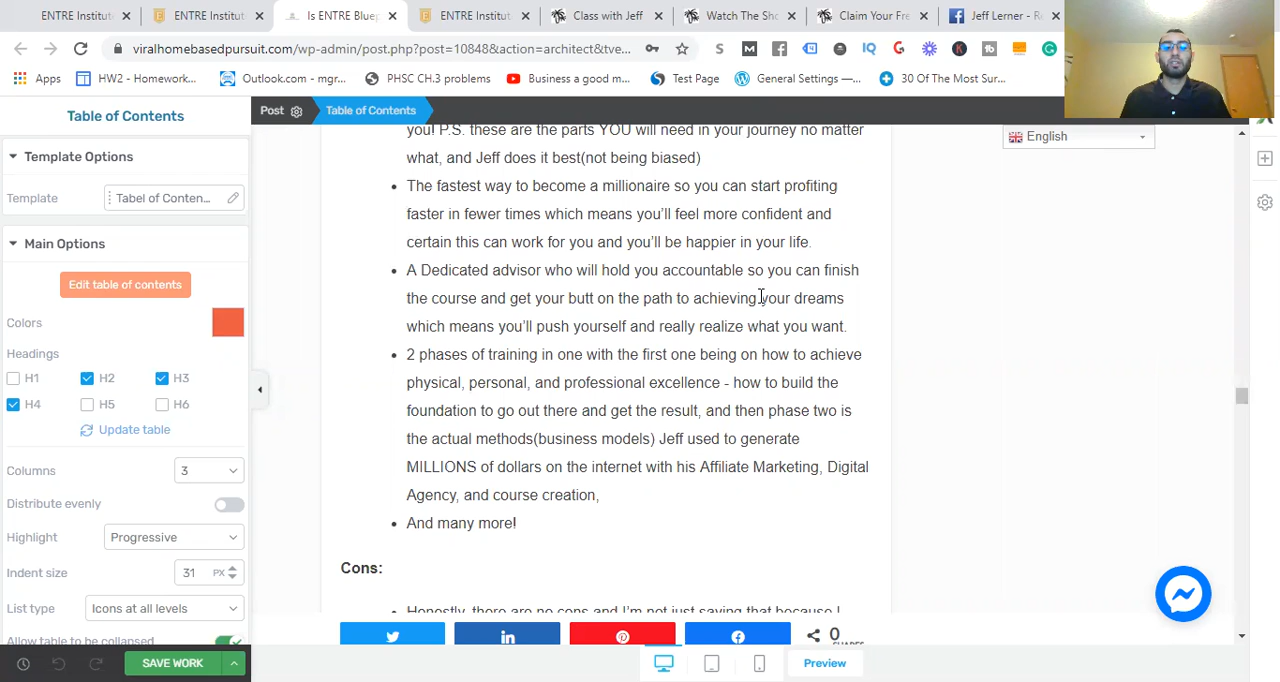 ENTRE Institut
ENTRE Institut
Is ENTRE Bluep
ENTRE Institut
Class with Jeff
Watch The Sho
Claim Your Fre
Jeff Lerner - R
viralhomebasedpursuit.com/wp-admin/post.php?post=10848&action=architect&tve...
Apps
HW2 - Homework...
Outlook.com - mgr...
PHSC CH.3 problems
Business a good m...
Test Page
General Settings —...
30 Of The Most Sur...
Table of Contents
Post
Table of Contents
English
Template Options
Template
Tabel of Conten...
Main Options
Edit table of contents
Colors
Headings
H1
H2
H3
H4
H5
H6
Update table
Columns
3
Distribute evenly
Highlight
Progressive
Indent size
31
PX
List type
Icons at all levels
Allow table to be collapsed
SAVE WORK
you! P.S. these are the parts YOU will need in your journey no matter
what, and Jeff does it best(not being biased)
The fastest way to become a millionaire so you can start profiting
faster in fewer times which means you'll feel more confident and
certain this can work for you and you'll be happier in your life.
A Dedicated advisor who will hold you accountable so you can finish
the course and get your butt on the path to achieving your dreams
which means you'll push yourself and really realize what you want.
2 phases of training in one with the first one being on how to achieve
physical, personal, and professional excellence - how to build the
foundation to go out there and get the result, and then phase two is
the actual methods(business models) Jeff used to generate
MILLIONS of dollars on the internet with his Affiliate Marketing, Digital
Agency, and course creation,
And many more!
Cons:
Honestly, there are no cons and I'm not just saying that because I
0
SHARES
Preview